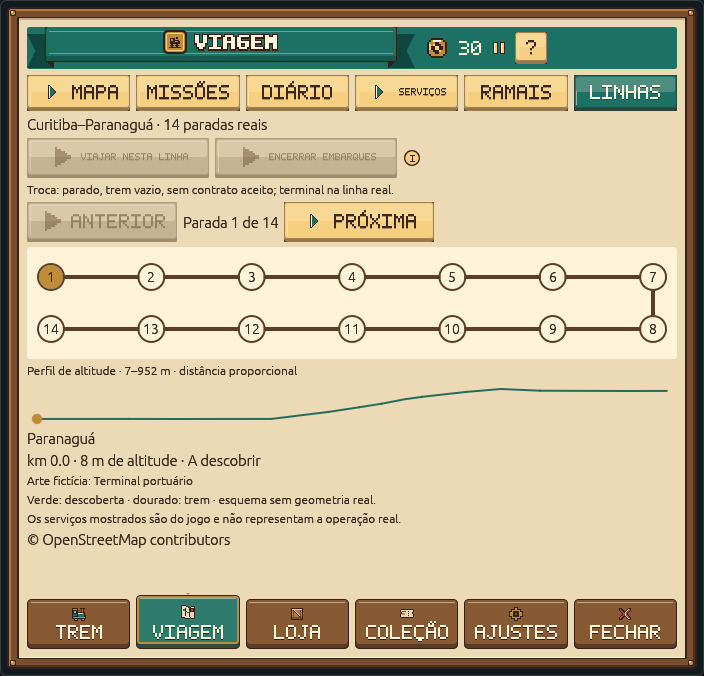 VIAGEM
30
?
MAPA MISSÕES DIÁRIO SERVIÇOS RAMAIS LINHAS
Curitiba–Paranaguá · 14 paradas reais
VIAJAR NESTA LINHA ENCERRAR EMBARQUES I
Troca: parado, trem vazio, sem contrato aceito; terminal na linha real.
ANTERIOR Parada 1 de 14 PRÓXIMA
1 2 3 4 5 6 7
14 13 12 11 10 9 8
Perfil de altitude · 7–952 m · distância proporcional
Paranaguá
km 0.0 · 8 m de altitude · A descobrir
Arte fictícia: Terminal portuário
Verde: descoberta · dourado: trem · esquema sem geometria real.
Os serviços mostrados são do jogo e não representam a operação real.
© OpenStreetMap contributors
TREM VIAGEM LOJA COLEÇÃO AJUSTES FECHAR